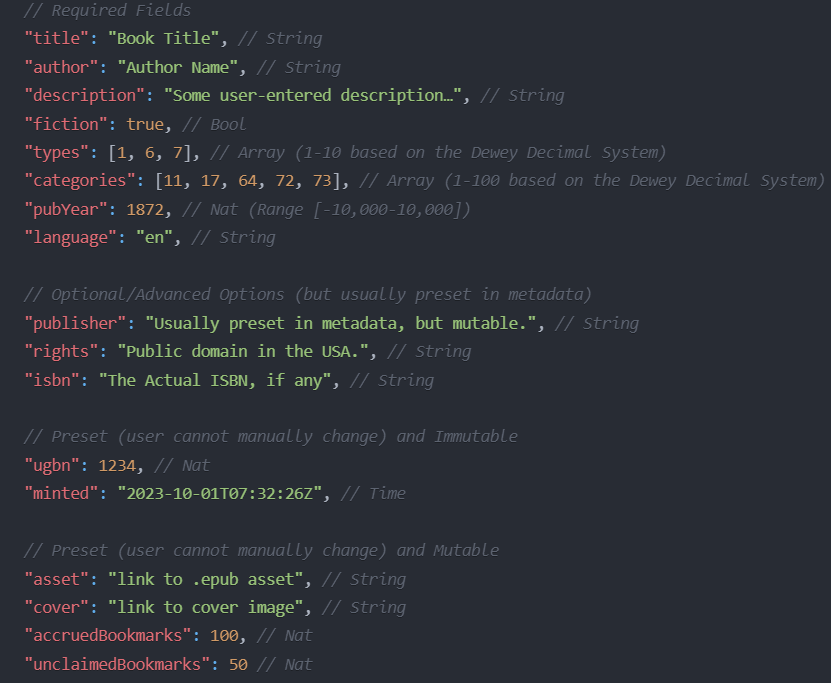 // Required Fields
"title": "Book Title", // String
"author": "Author Name", // String
"description": "Some user-entered description…", // String
"fiction": true, // Bool
"types": [1, 6, 7], // Array (1-10 based on the Dewey Decimal System)
"categories": [11, 17, 64, 72, 73], // Array (1-100 based on the Dewey Decimal System)
"pubYear": 1872, // Nat (Range [-10,000-10,000])
"language": "en", // String
// Optional/Advanced Options (but usually preset in metadata)
"publisher": "Usually preset in metadata, but mutable.", // String
"rights": "Public domain in the USA.", // String
"isbn": "The Actual ISBN, if any", // String
// Preset (user cannot manually change) and Immutable
"ugbn": 1234, // Nat
"minted": "2023-10-01T07:32:26Z", // Time
// Preset (user cannot manually change) and Mutable
"asset": "link to .epub asset", // String
"cover": "link to cover image", // String
"accruedBookmarks": 100, // Nat
"unclaimedBookmarks": 50 // Nat